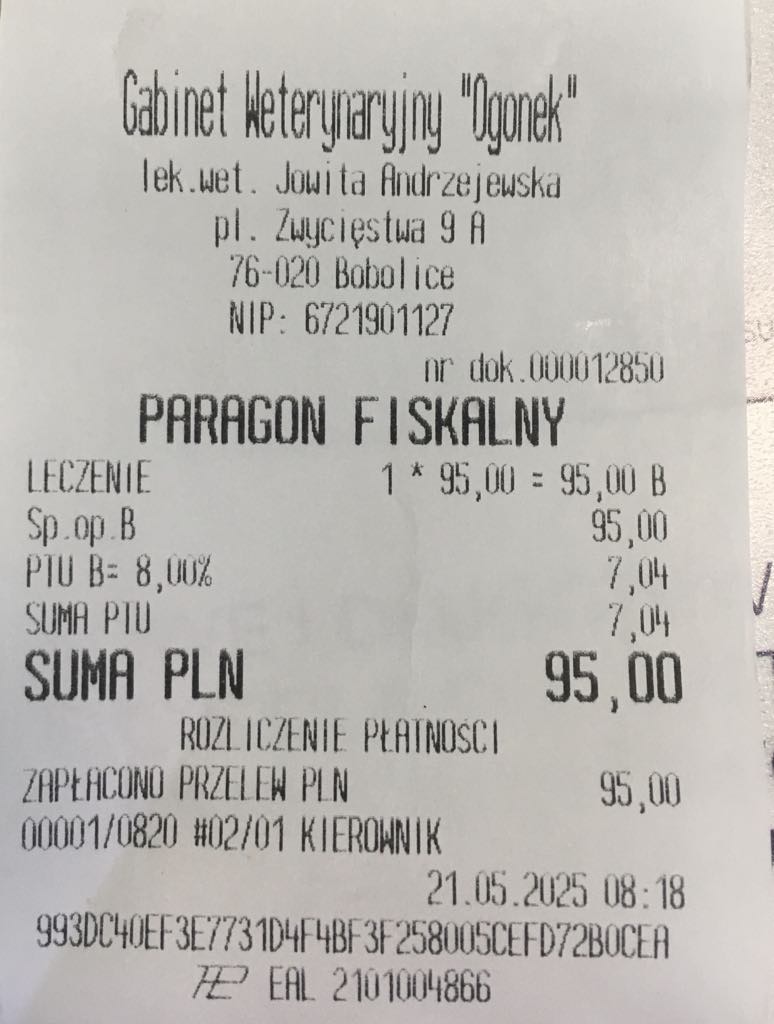 Gabinet Weterynaryjny "Ogonek"
lek.wet. Jowita Andrzejewska
pl. Zwycięstwa 9 A
76-020 Bobolice
NIP: 6721901127
nr dok.000012850
PARAGON FISKALNY
LECZENIE 1 * 95,00 = 95,00 B
Sp.op.B 95,00
PTU B= 8,00% 7,04
SUMA PTU 7,04
SUMA PLN 95,00
ROZLICZENIE PŁATNOŚCI
ZAPŁACONO PRZELEW PLN 95,00
00001/0820 #02/01 KIEROWNIK
21.05.2025 08:18
993DC40EF3E7731D4F4BF3F258005CEFD72B0CEA
EAL 2101004866